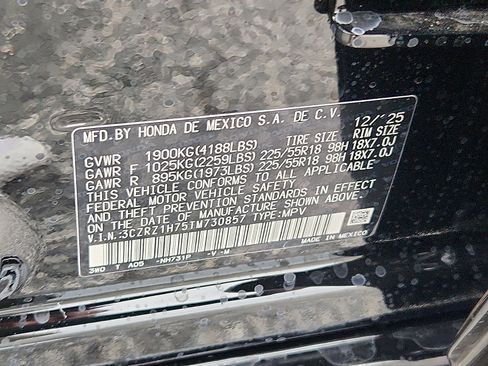 MFD.BY HONDA DE MEXICO S.A. DE C.V. 12/'25
GVWR 1900KG(4188LBS) TIRE SIZE RIM SIZE
GAWR F 1025KG(2259LBS) 225/55R18 98H 18X7.0J
GAWR R 895KG(1973LBS) 225/55R18 98H 18X7.0J
THIS VEHICLE CONFORMS TO ALL APPLICABLE
FEDERAL MOTOR VEHICLE SAFETY
AND THEFT PREVENTION STANDARDS IN EFFECT
ON THE DATE OF MANUFACTURE SHOWN ABOVE.
V.I.N.:3CZRZ1H75TM730857 TYPE:MPV
3WO T A05 -NH731P -V-M MADE IN MEXICO